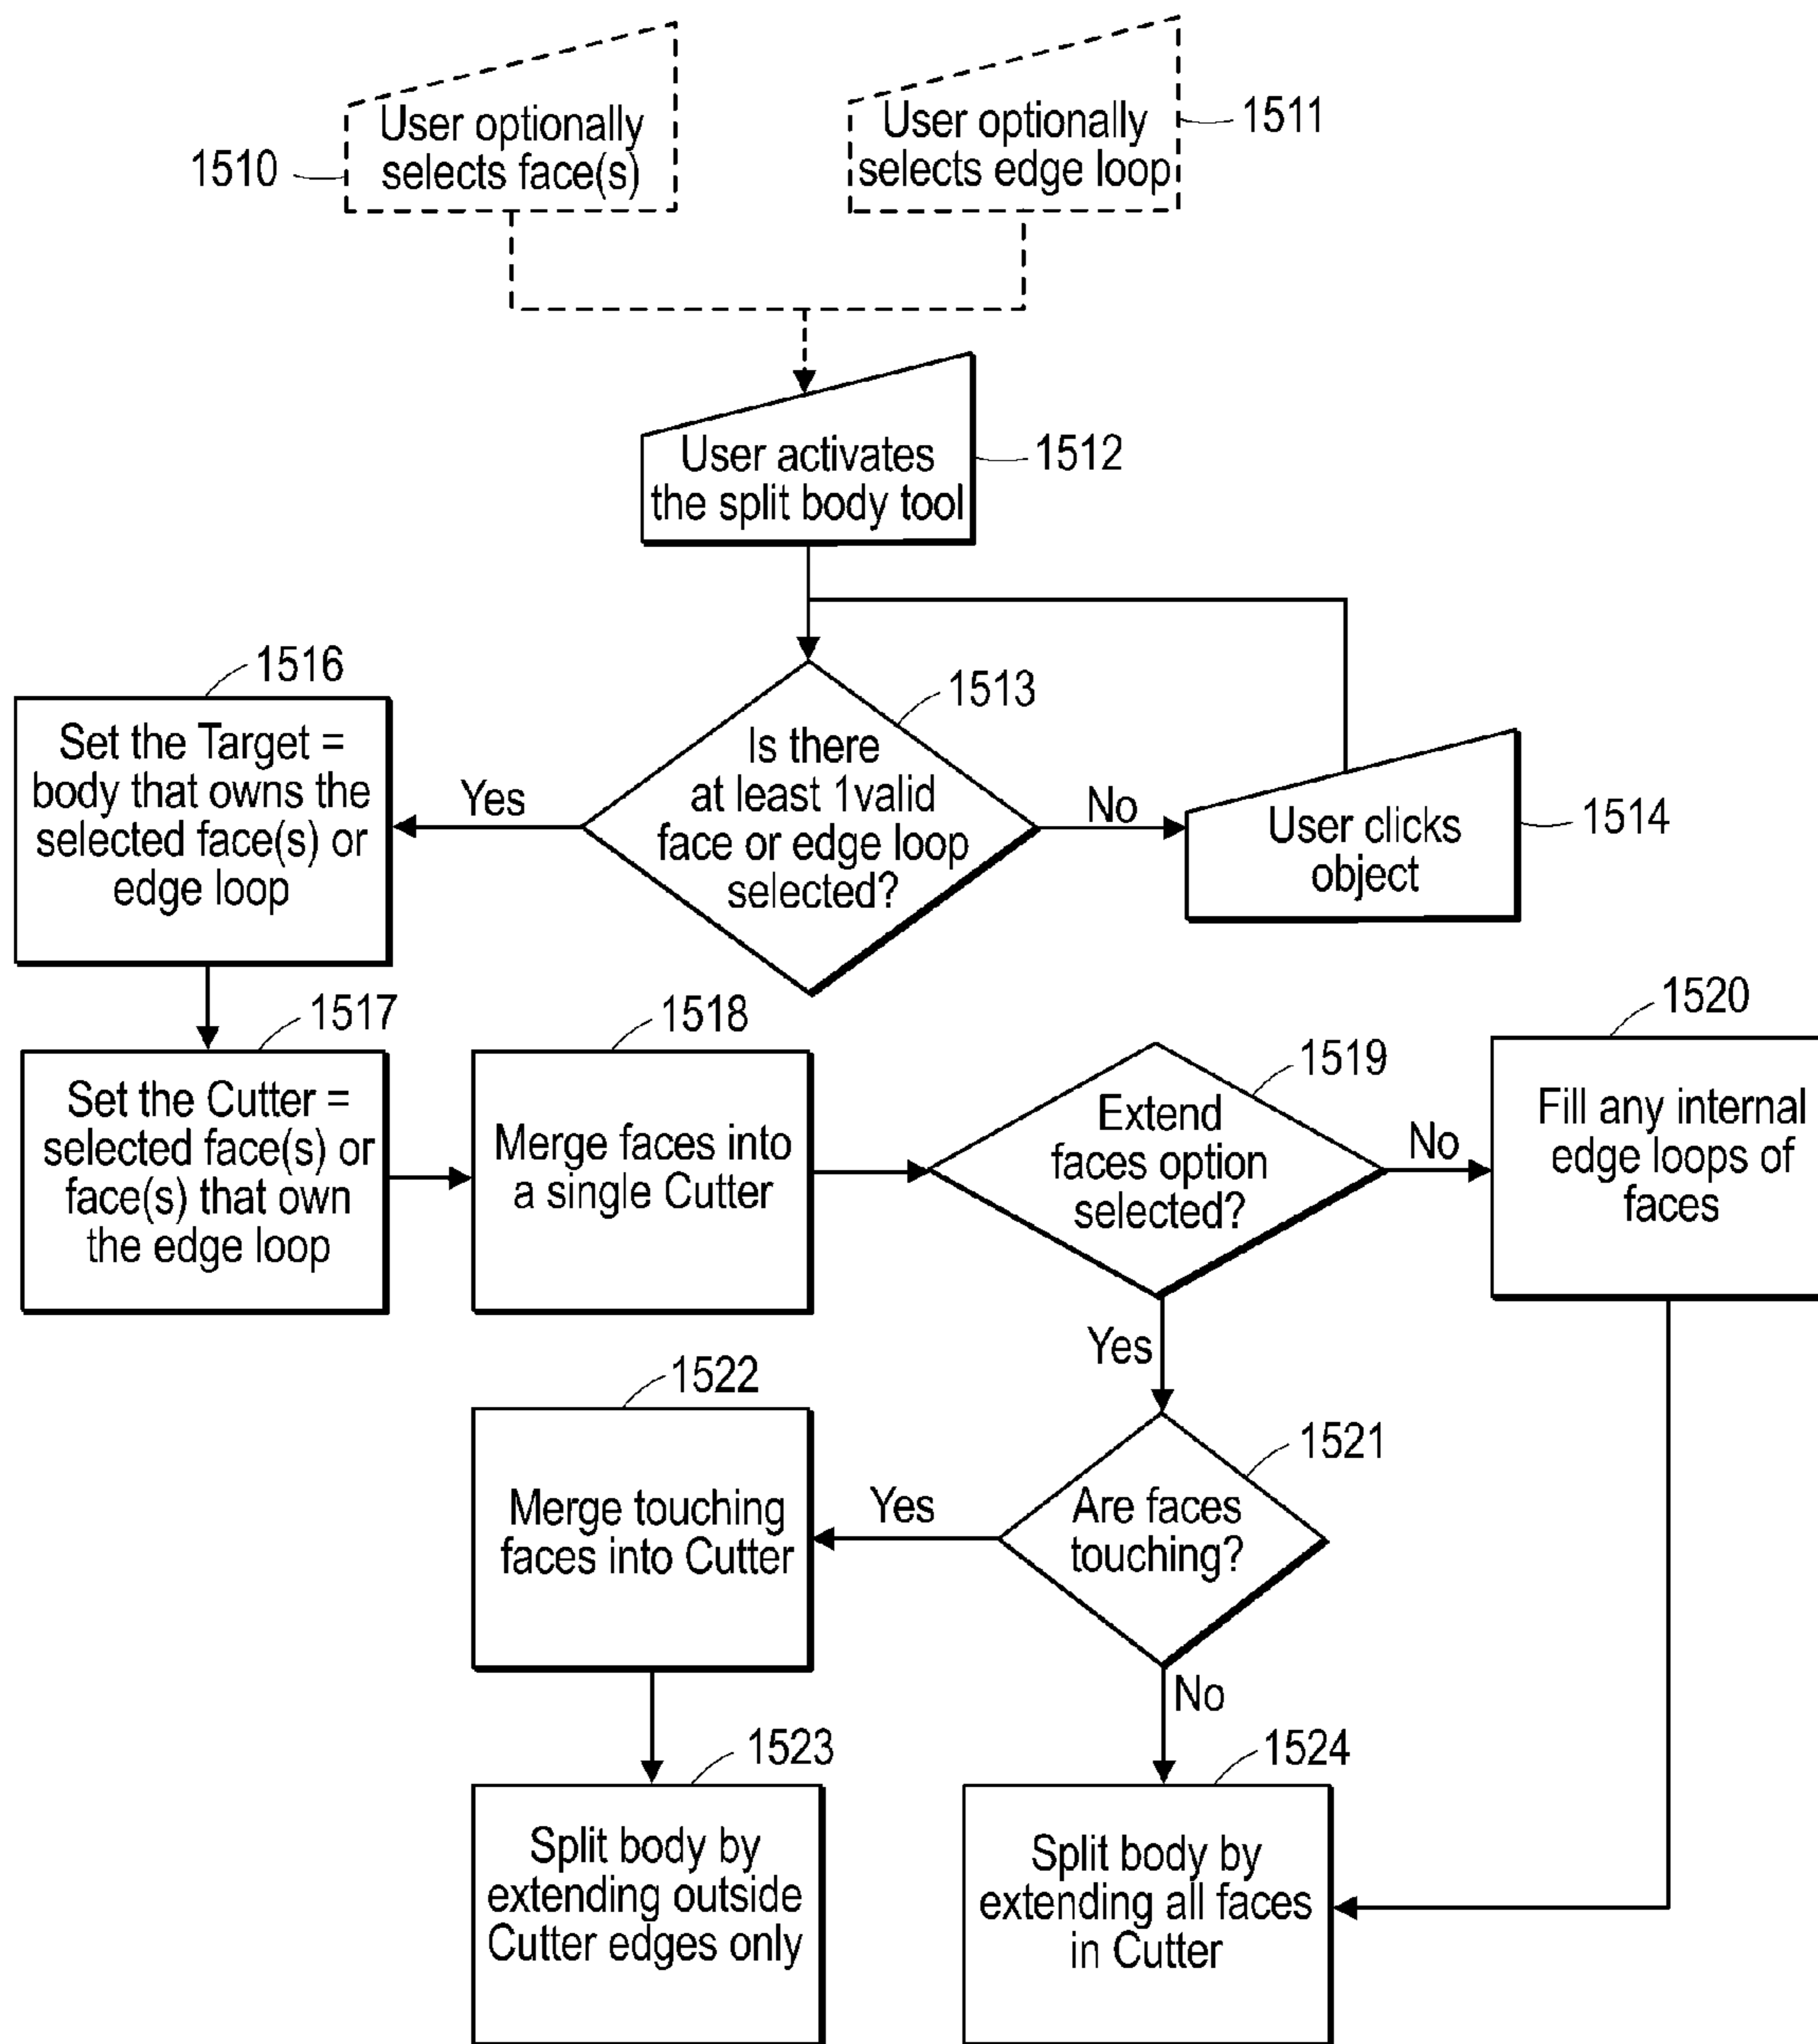 User optionally
selects face(s)
1510
User optionally
selects edge loop
1511
User activates
the split body tool
1512
1516
Set the Target =
body that owns the
selected face(s) or
edge loop
Yes
1513
Is there
at least 1valid
face or edge loop
selected?
No
User clicks
object
1514
1517
Set the Cutter =
selected face(s) or
face(s) that own
the edge loop
1518
Merge faces into
a single Cutter
1519
Extend
faces option
selected?
No
1520
Fill any internal
edge loops of
faces
Yes
1522
Merge touching
faces into Cutter
Yes
1521
Are faces
touching?
No
1523
Split body by
extending outside
Cutter edges only
1524
Split body by
extending all faces
in Cutter